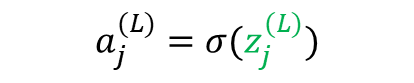 a_j^{(L)} = σ(z_j^{(L)})